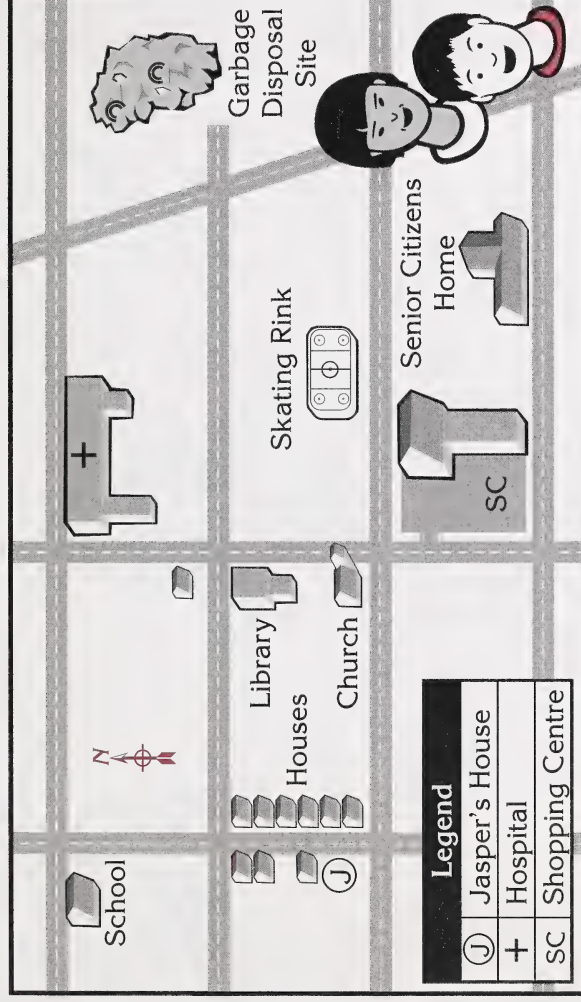 N
School
Garbage
Disposal
Site
Library
Skating Rink
Houses
J
Church
Senior Citizens
Home
SC
Legend
J Jasper's House
+ Hospital
SC Shopping Centre